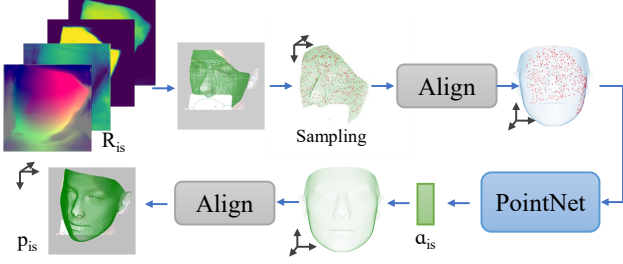 R_is
Sampling
Align
PointNet
α_is
Align
p_is